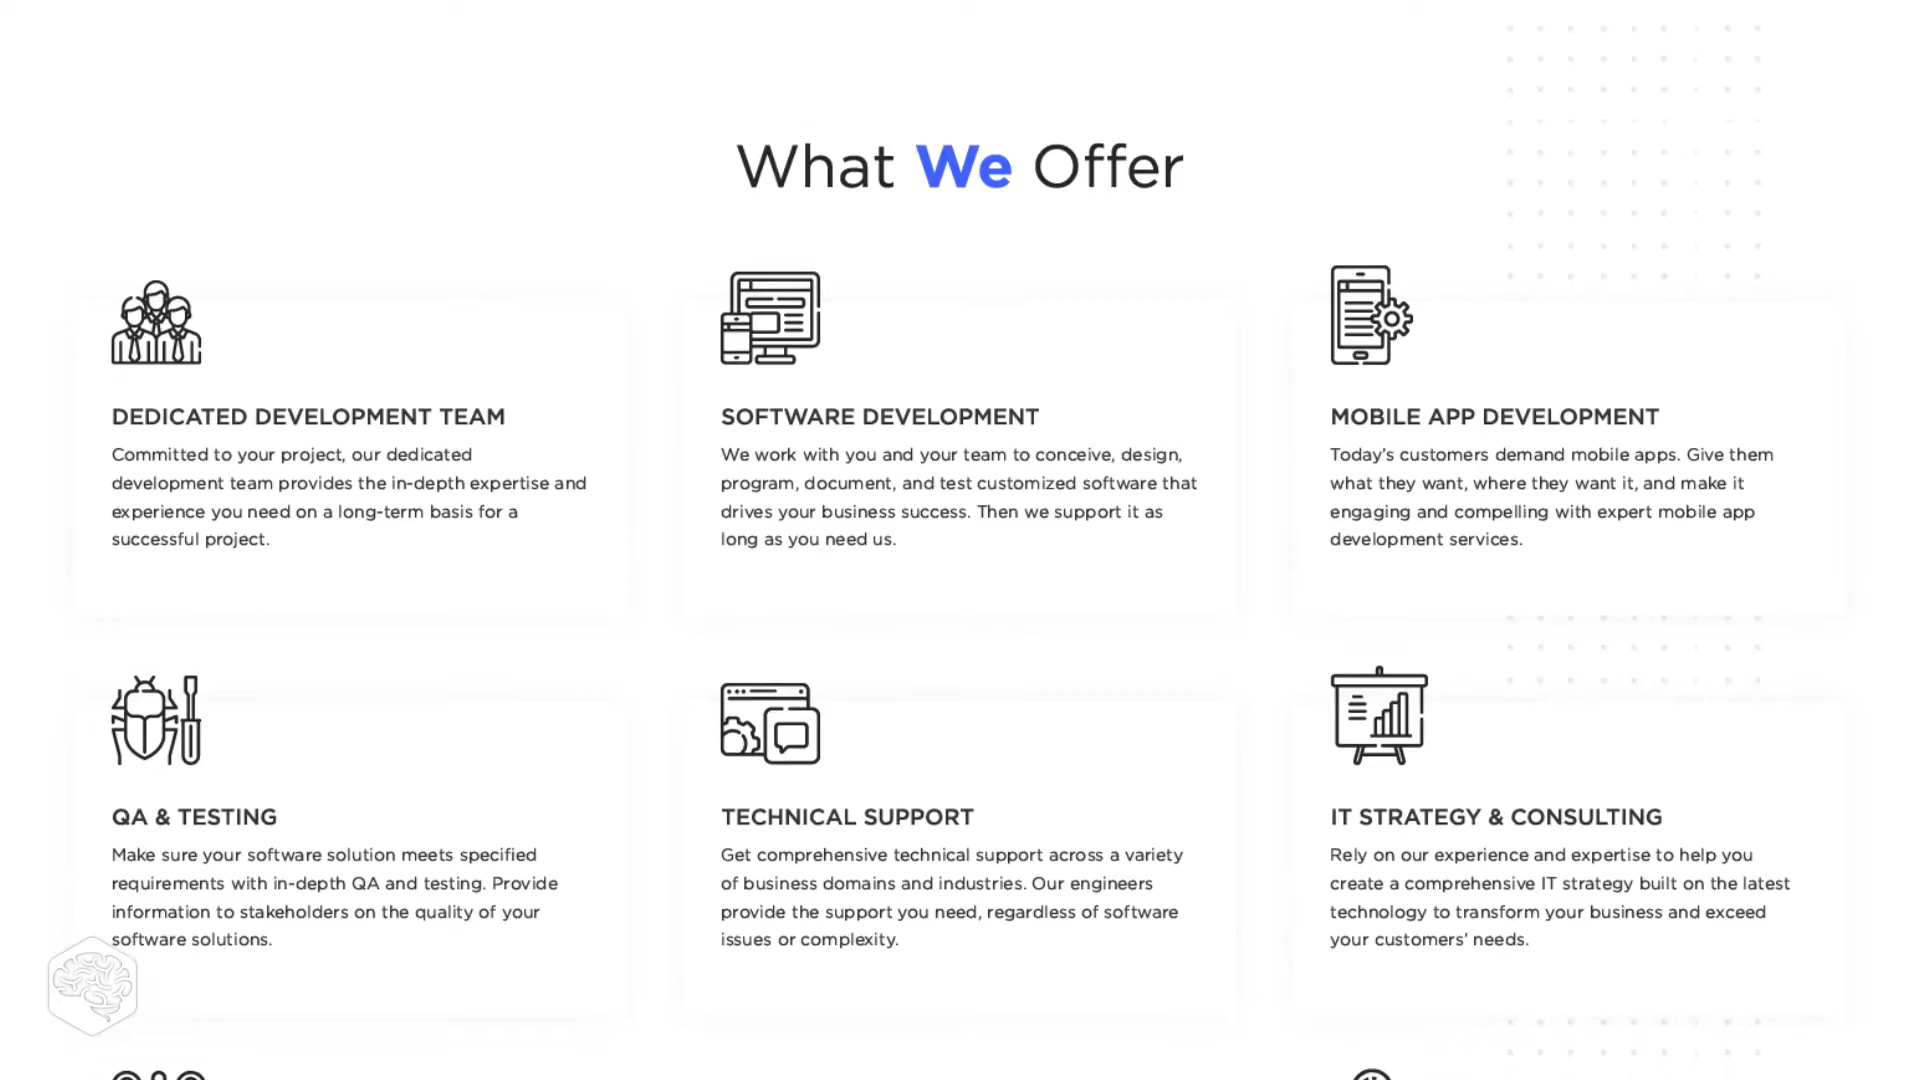 What We Offer
DEDICATED DEVELOPMENT TEAM
Committed to your project, our dedicated
development team provides the in-depth expertise and
experience you need on a long-term basis for a
successful project.
SOFTWARE DEVELOPMENT
We work with you and your team to conceive, design,
program, document, and test customized software that
drives your business success. Then we support it as
long as you need us.
MOBILE APP DEVELOPMENT
Today's customers demand mobile apps. Give them
what they want, where they want it, and make it
engaging and compelling with expert mobile app
development services.
QA & TESTING
Make sure your software solution meets specified
requirements with in-depth QA and testing. Provide
information to stakeholders on the quality of your
software solutions.
TECHNICAL SUPPORT
Get comprehensive technical support across a variety
of business domains and industries. Our engineers
provide the support you need, regardless of software
issues or complexity.
IT STRATEGY & CONSULTING
Rely on our experience and expertise to help you
create a comprehensive IT strategy built on the latest
technology to transform your business and exceed
your customers' needs.